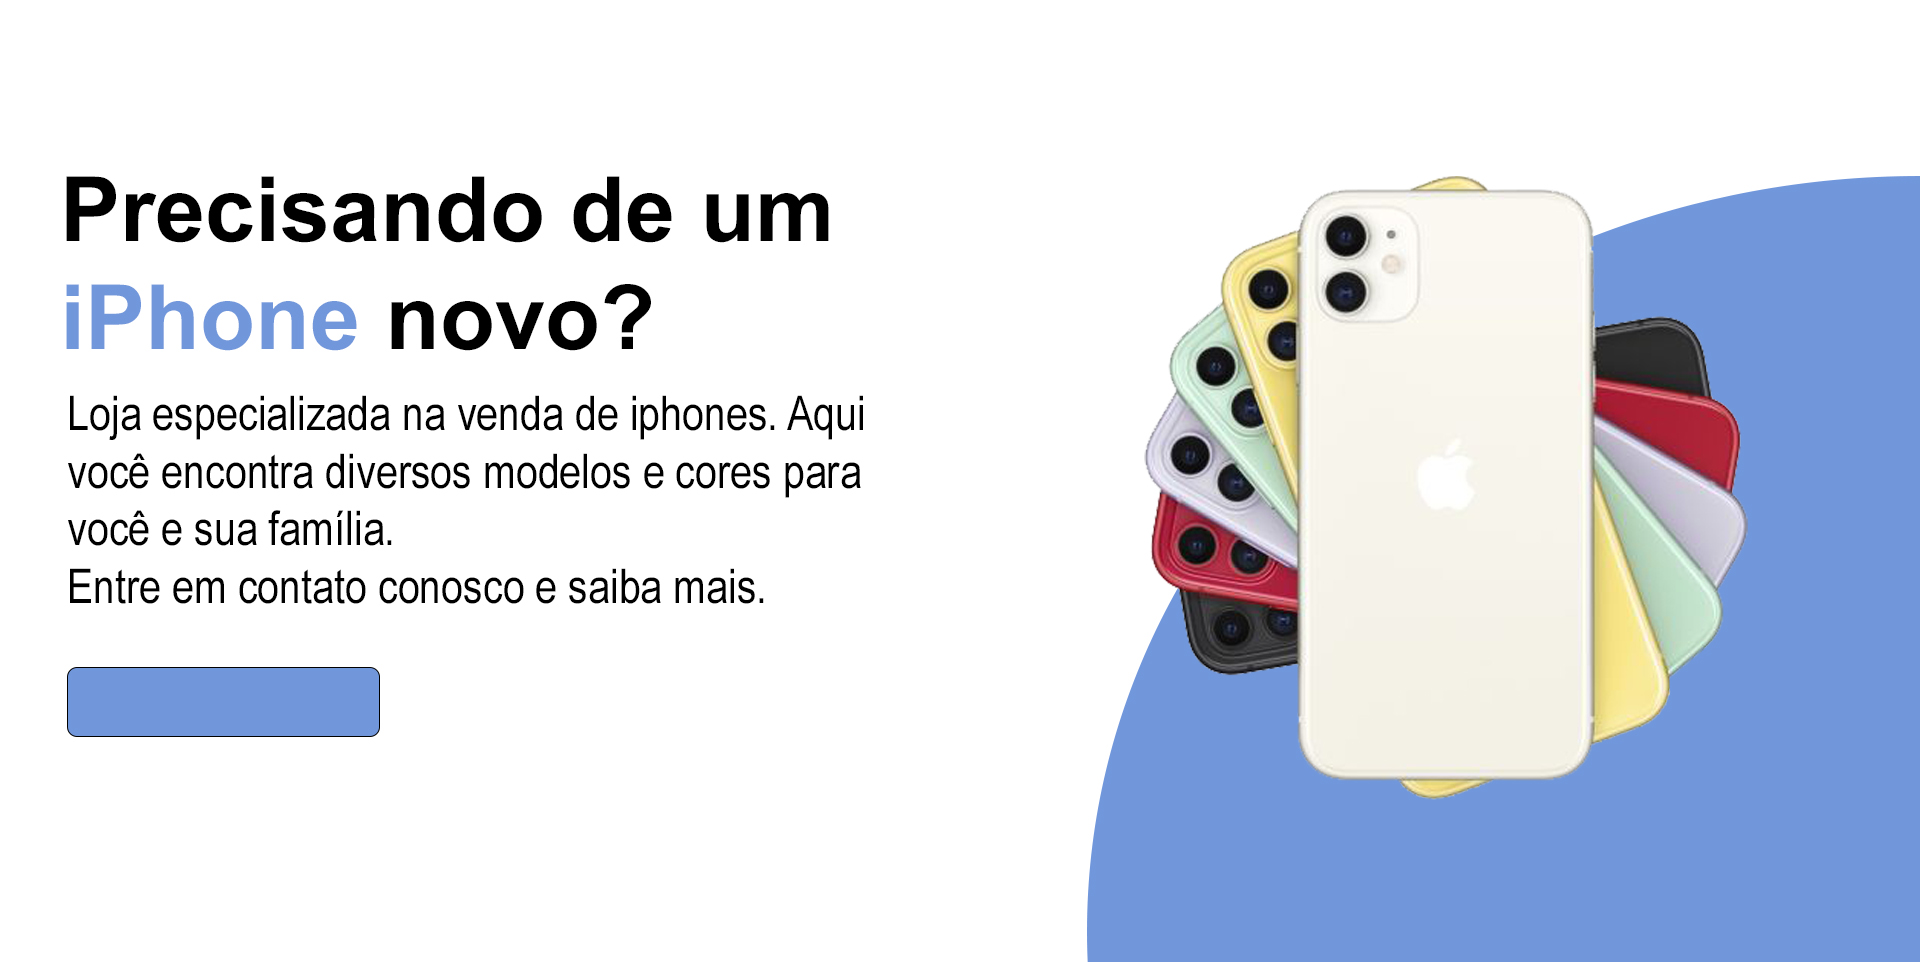 Precisando de um
iPhone novo?
Loja especializada na venda de iphones. Aqui
você encontra diversos modelos e cores para
você e sua família.
Entre em contato conosco e saiba mais.